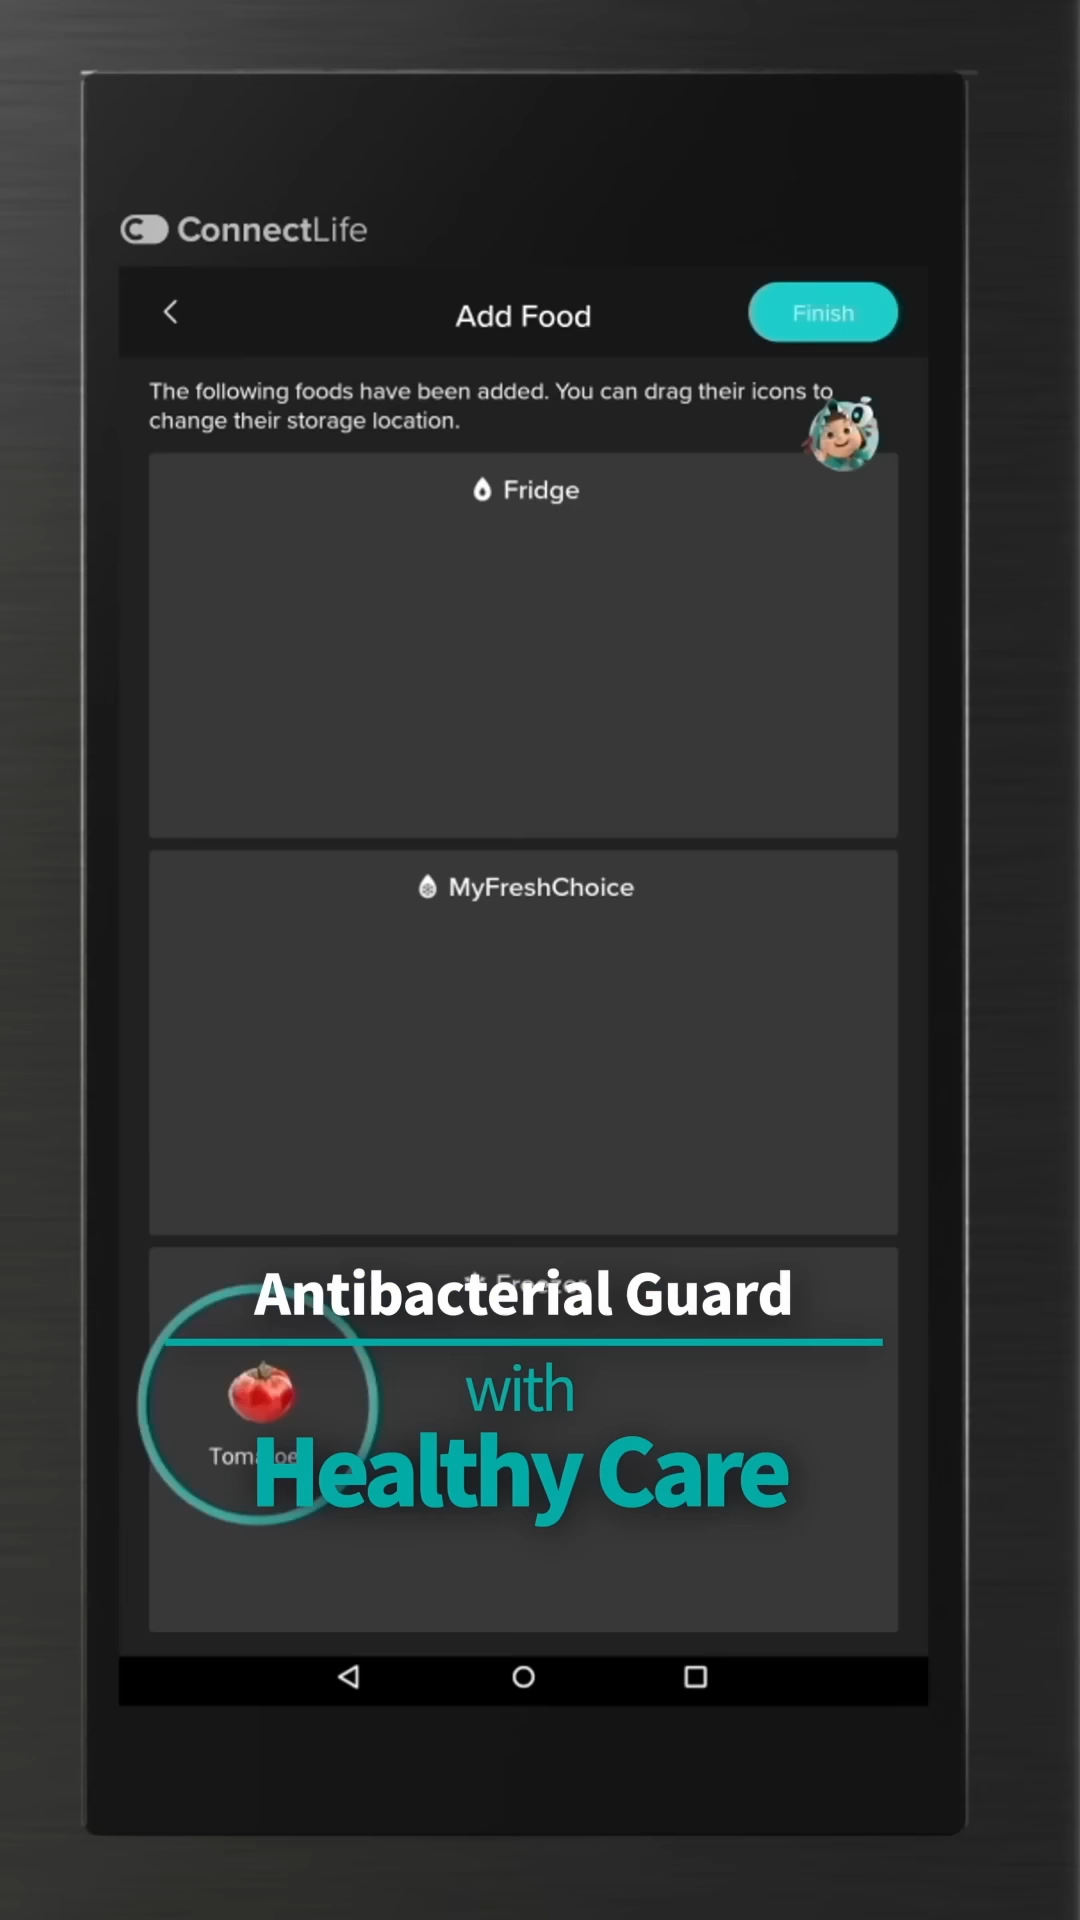 ConnectLife
Add Food
Finish
The following foods have been added. You can drag their icons to
change their storage location.
Fridge
MyFreshChoice
Freezer
Antibacterial Guard
with
Healthy Care